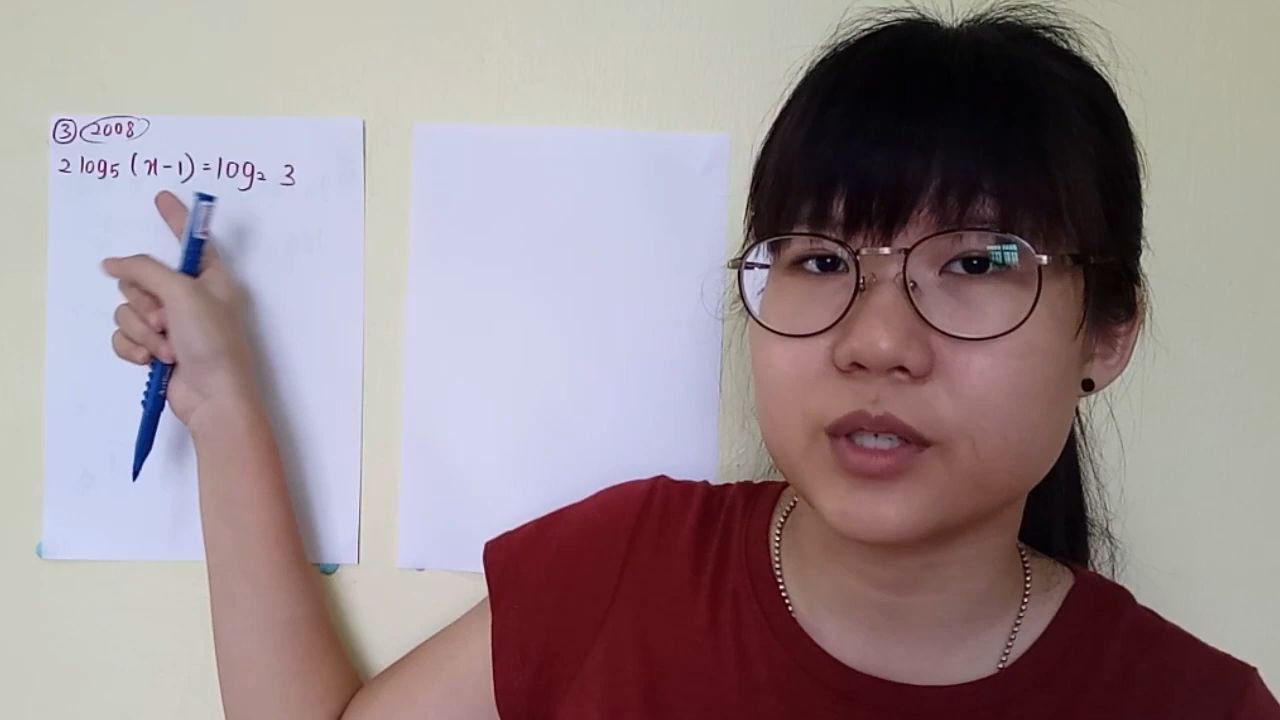 ③ 2008
2 log₅ (x-1) = log₂ 3